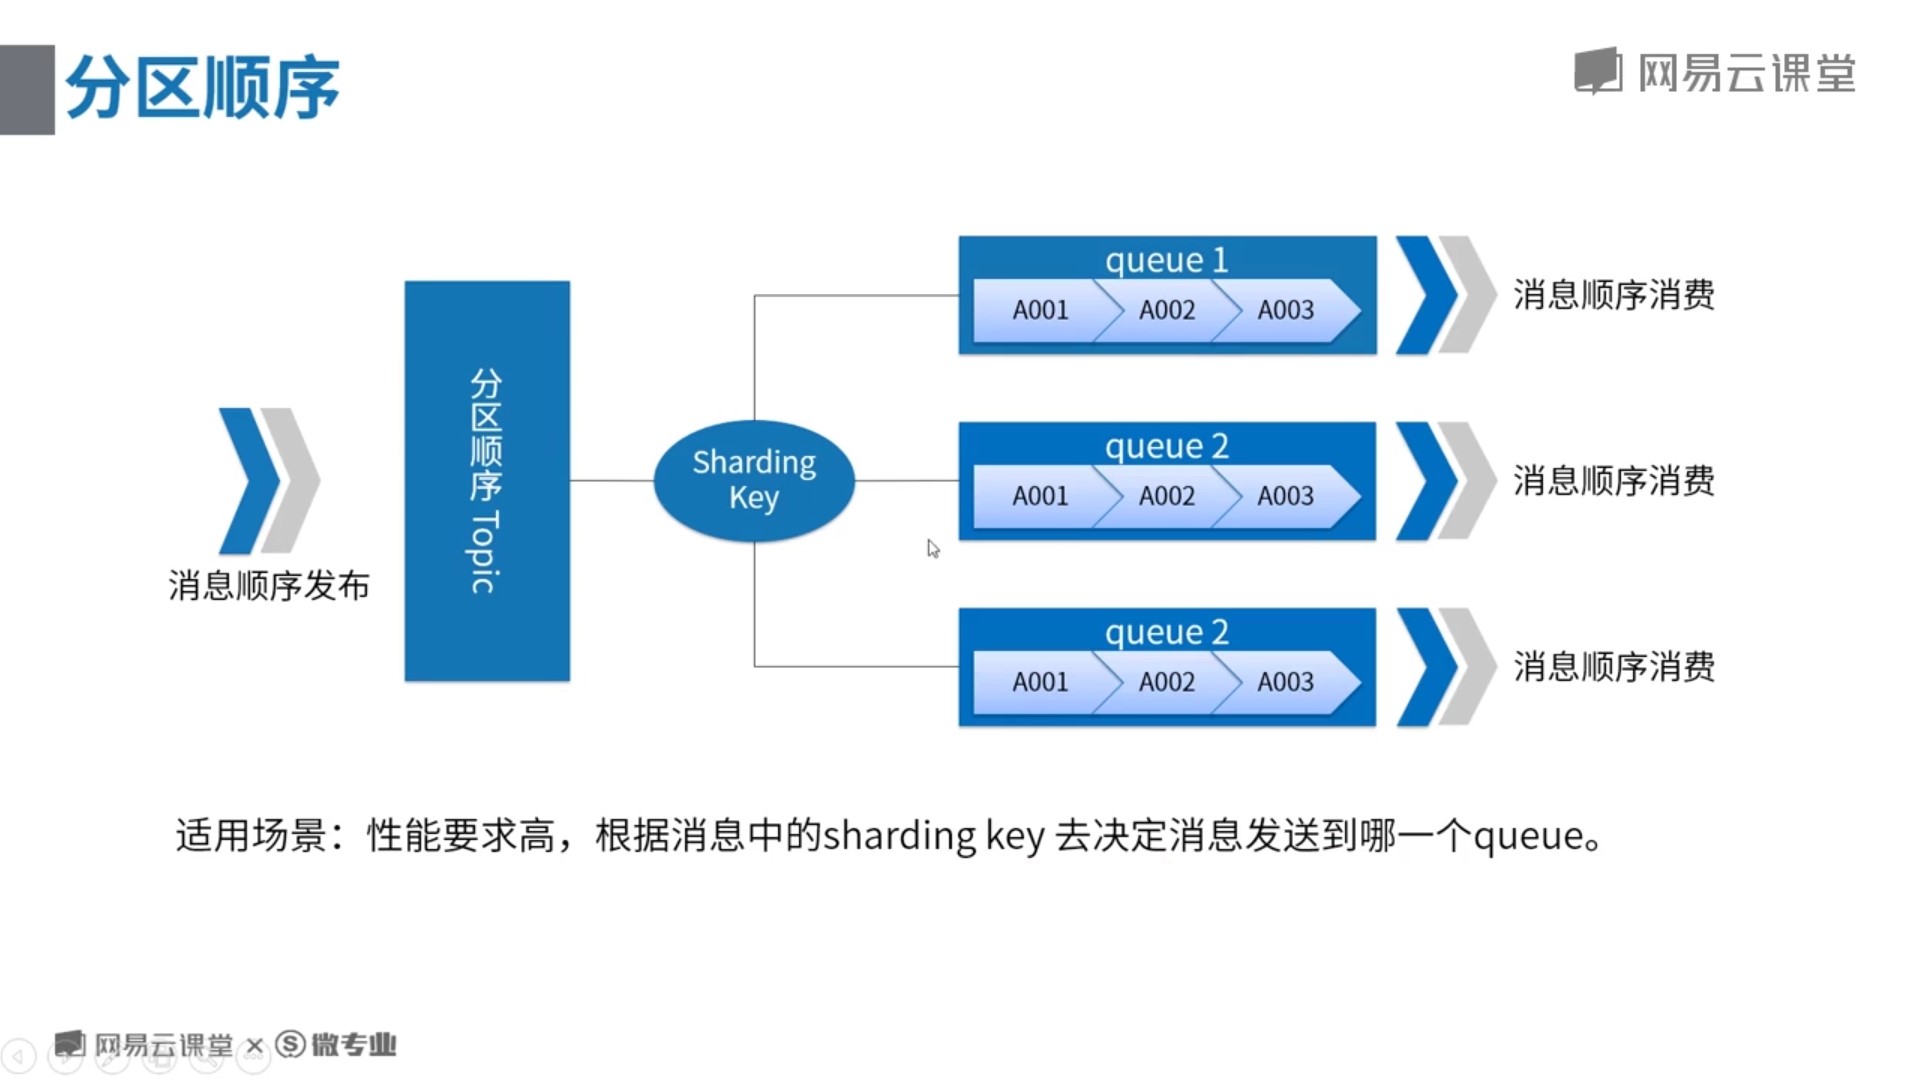 分区顺序
网易云课堂
消息顺序发布
分区顺序 Topic
Sharding
Key
queue 1
A001
A002
A003
消息顺序消费
queue 2
A001
A002
A003
消息顺序消费
queue 2
A001
A002
A003
消息顺序消费
适用场景：性能要求高，根据消息中的sharding key 去决定消息发送到哪一个queue。
网易云课堂 × 微专业